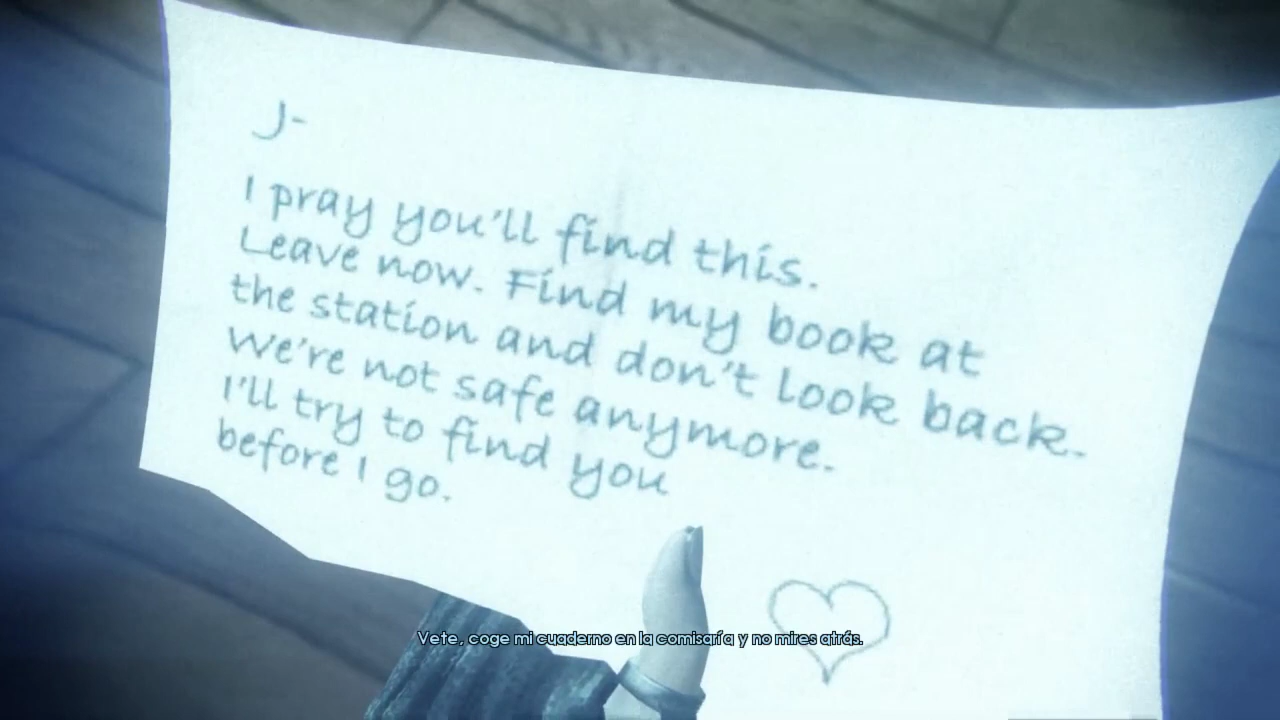 J-
I pray you'll find this.
Leave now. Find my book at
the station and don't look back.
We're not safe anymore.
I'll try to find you
before I go.
Vete, coge mi cuaderno en la comisaría y no mires atrás.